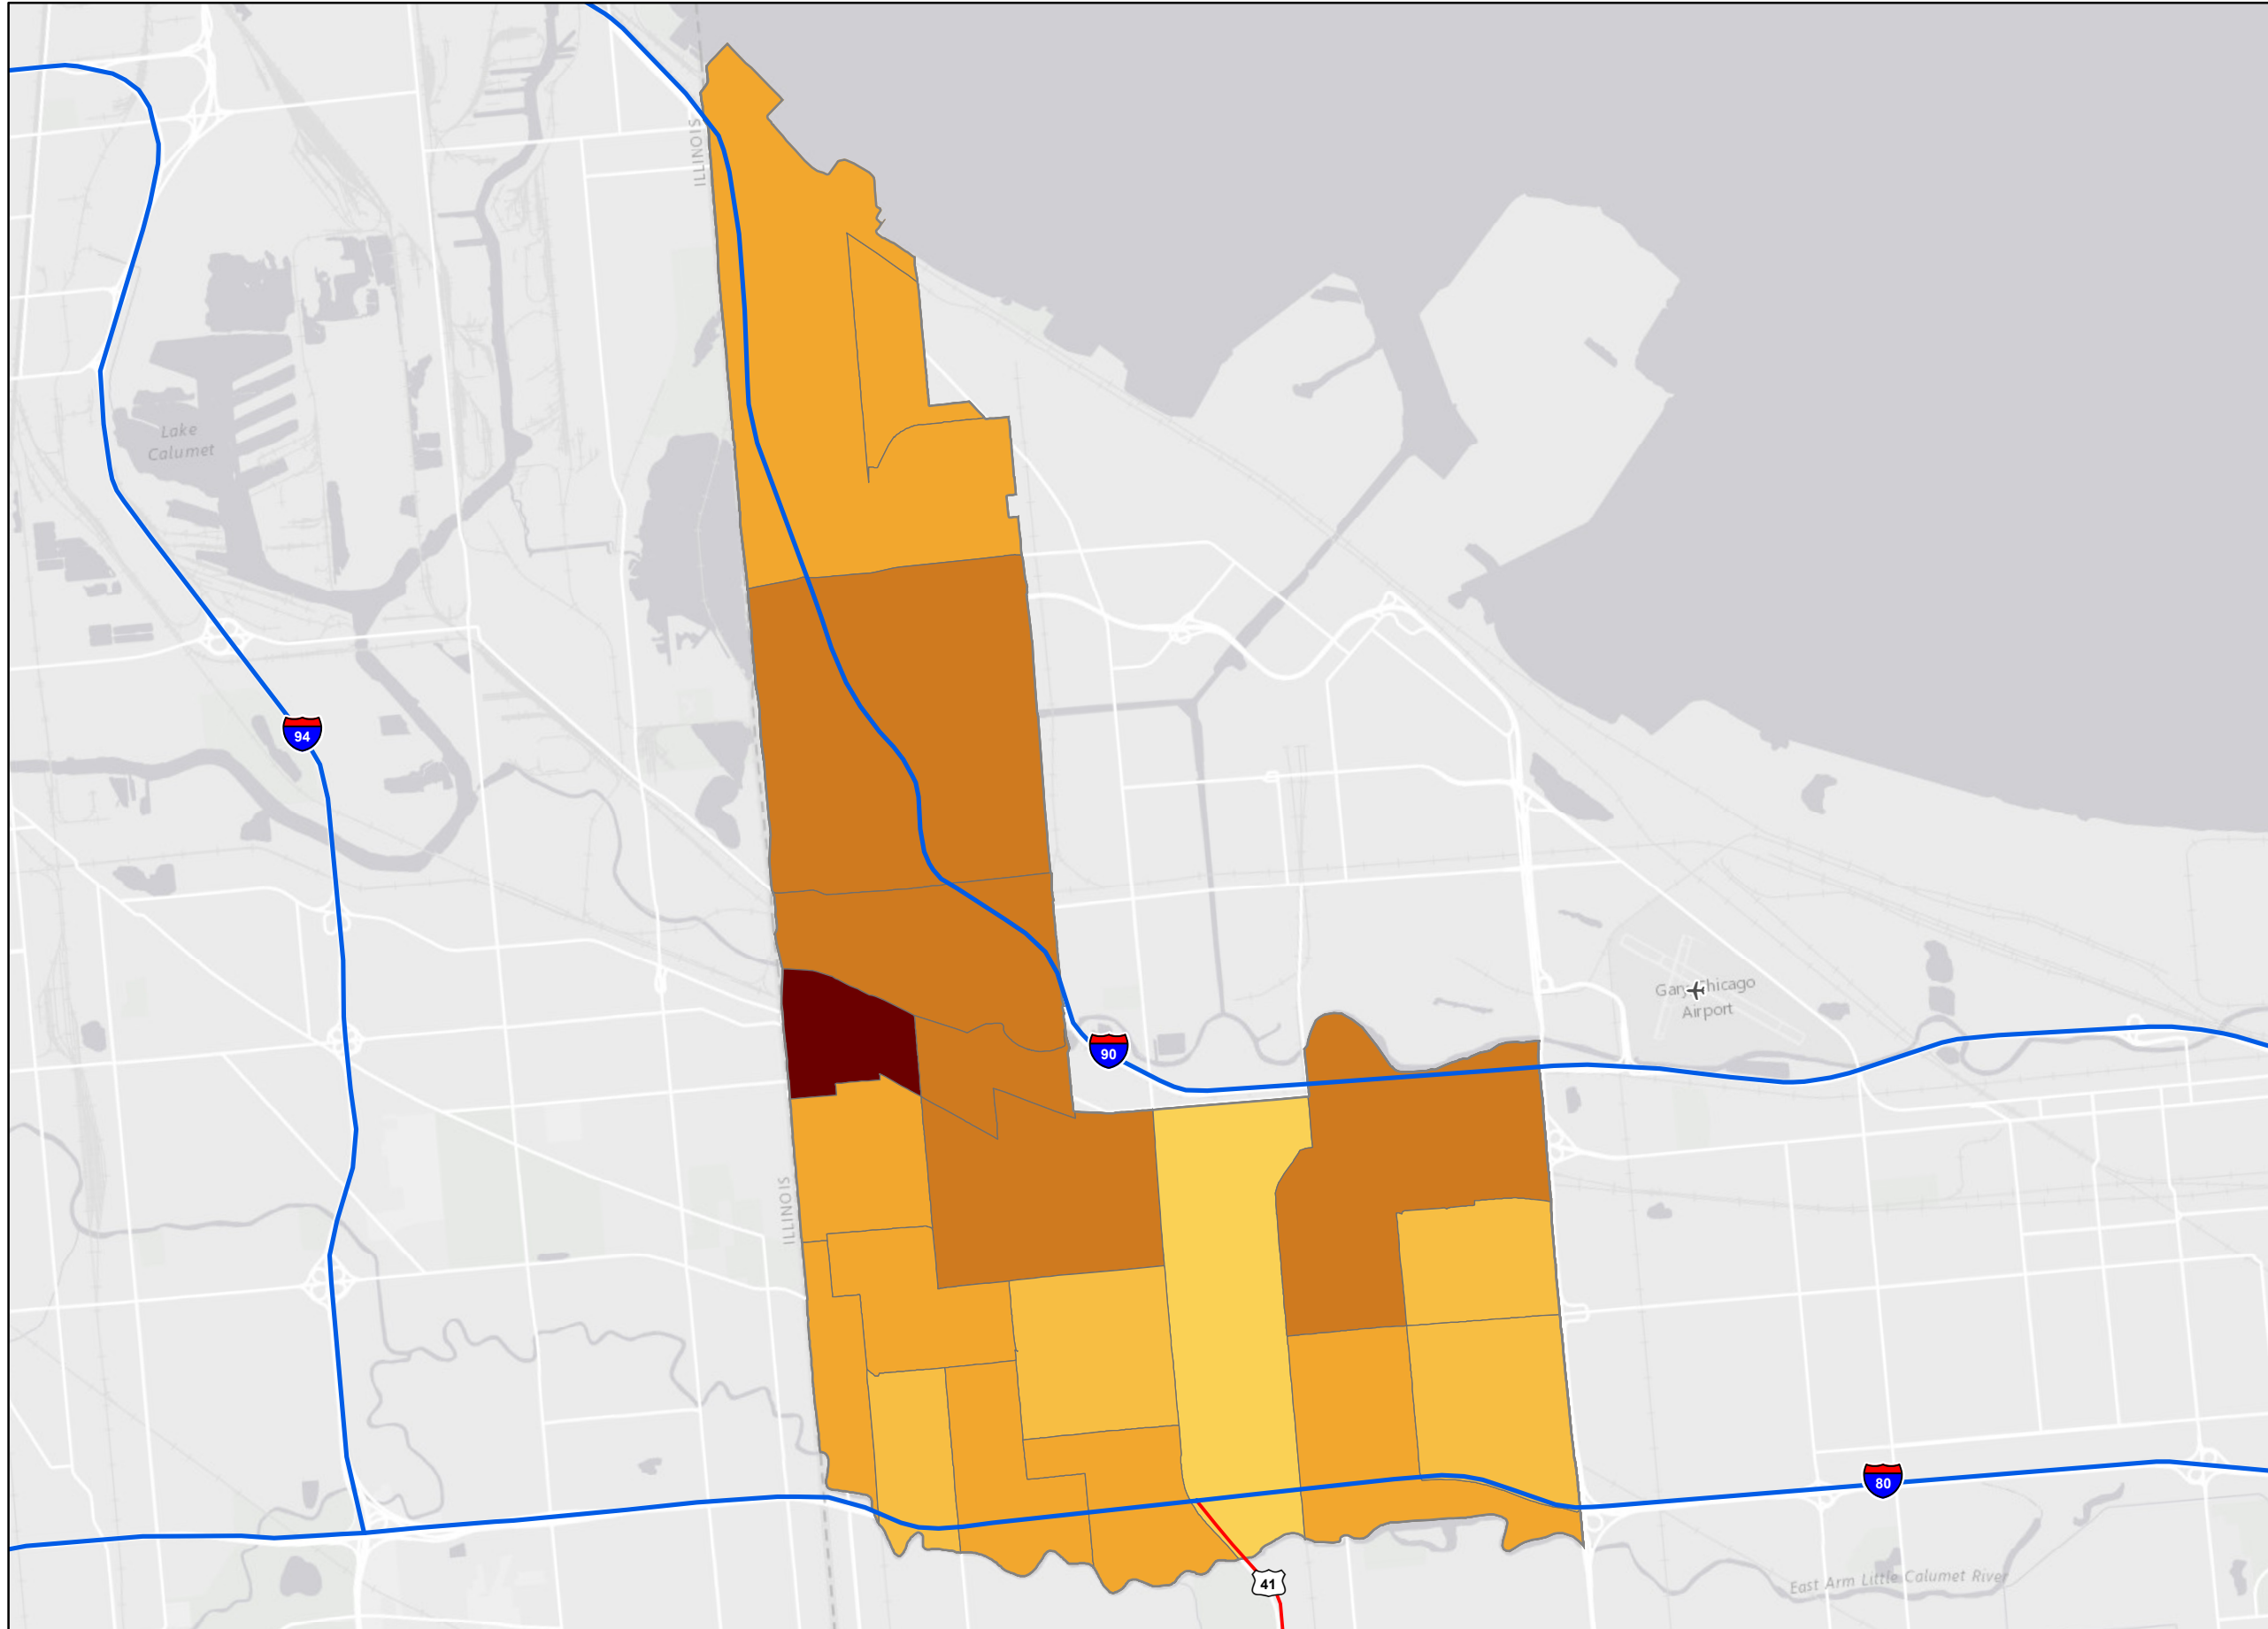 ILLINOIS
Lake
Calumet
94
Gary/Chicago
Airport
90
ILLINOIS
80
41
East Arm Little Calumet River